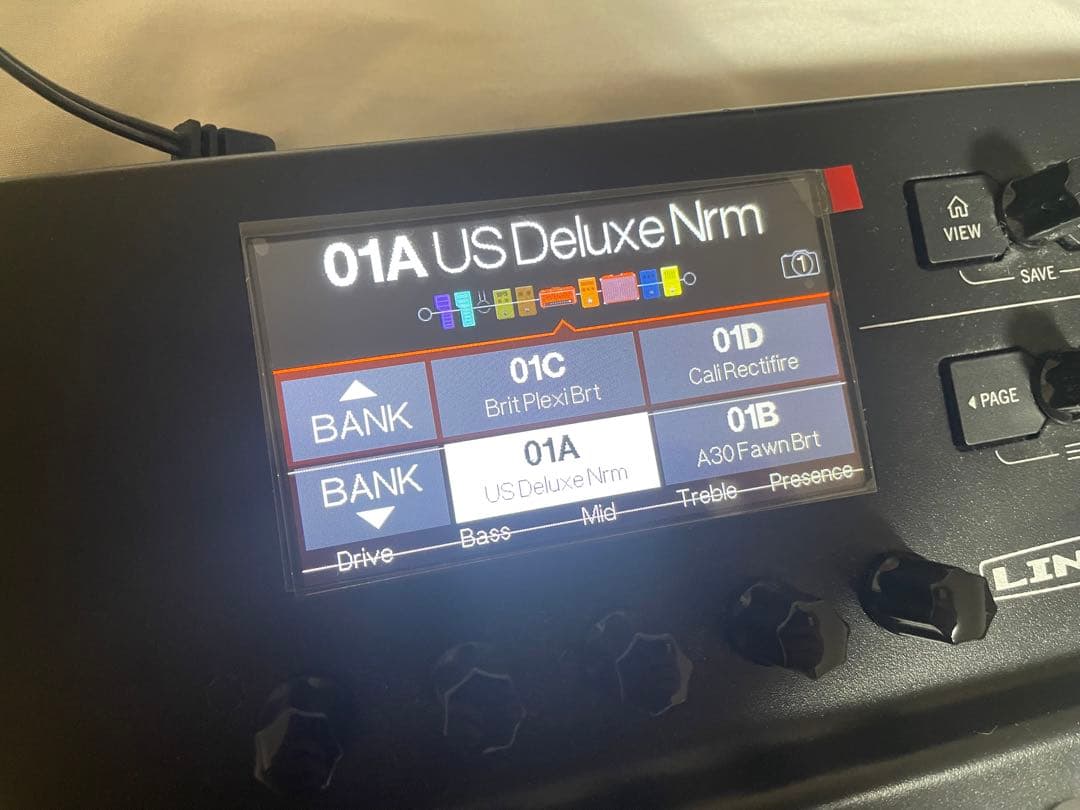 01A US Deluxe Nrm
1
BANK
01C
Brit Plexi Brt
01D
Cali Rectifire
BANK
01A
US Deluxe Nrm
01B
A30 Fawn Brt
Drive Bass Mid Treble Presence
VIEW
SAVE
PAGE
LIN